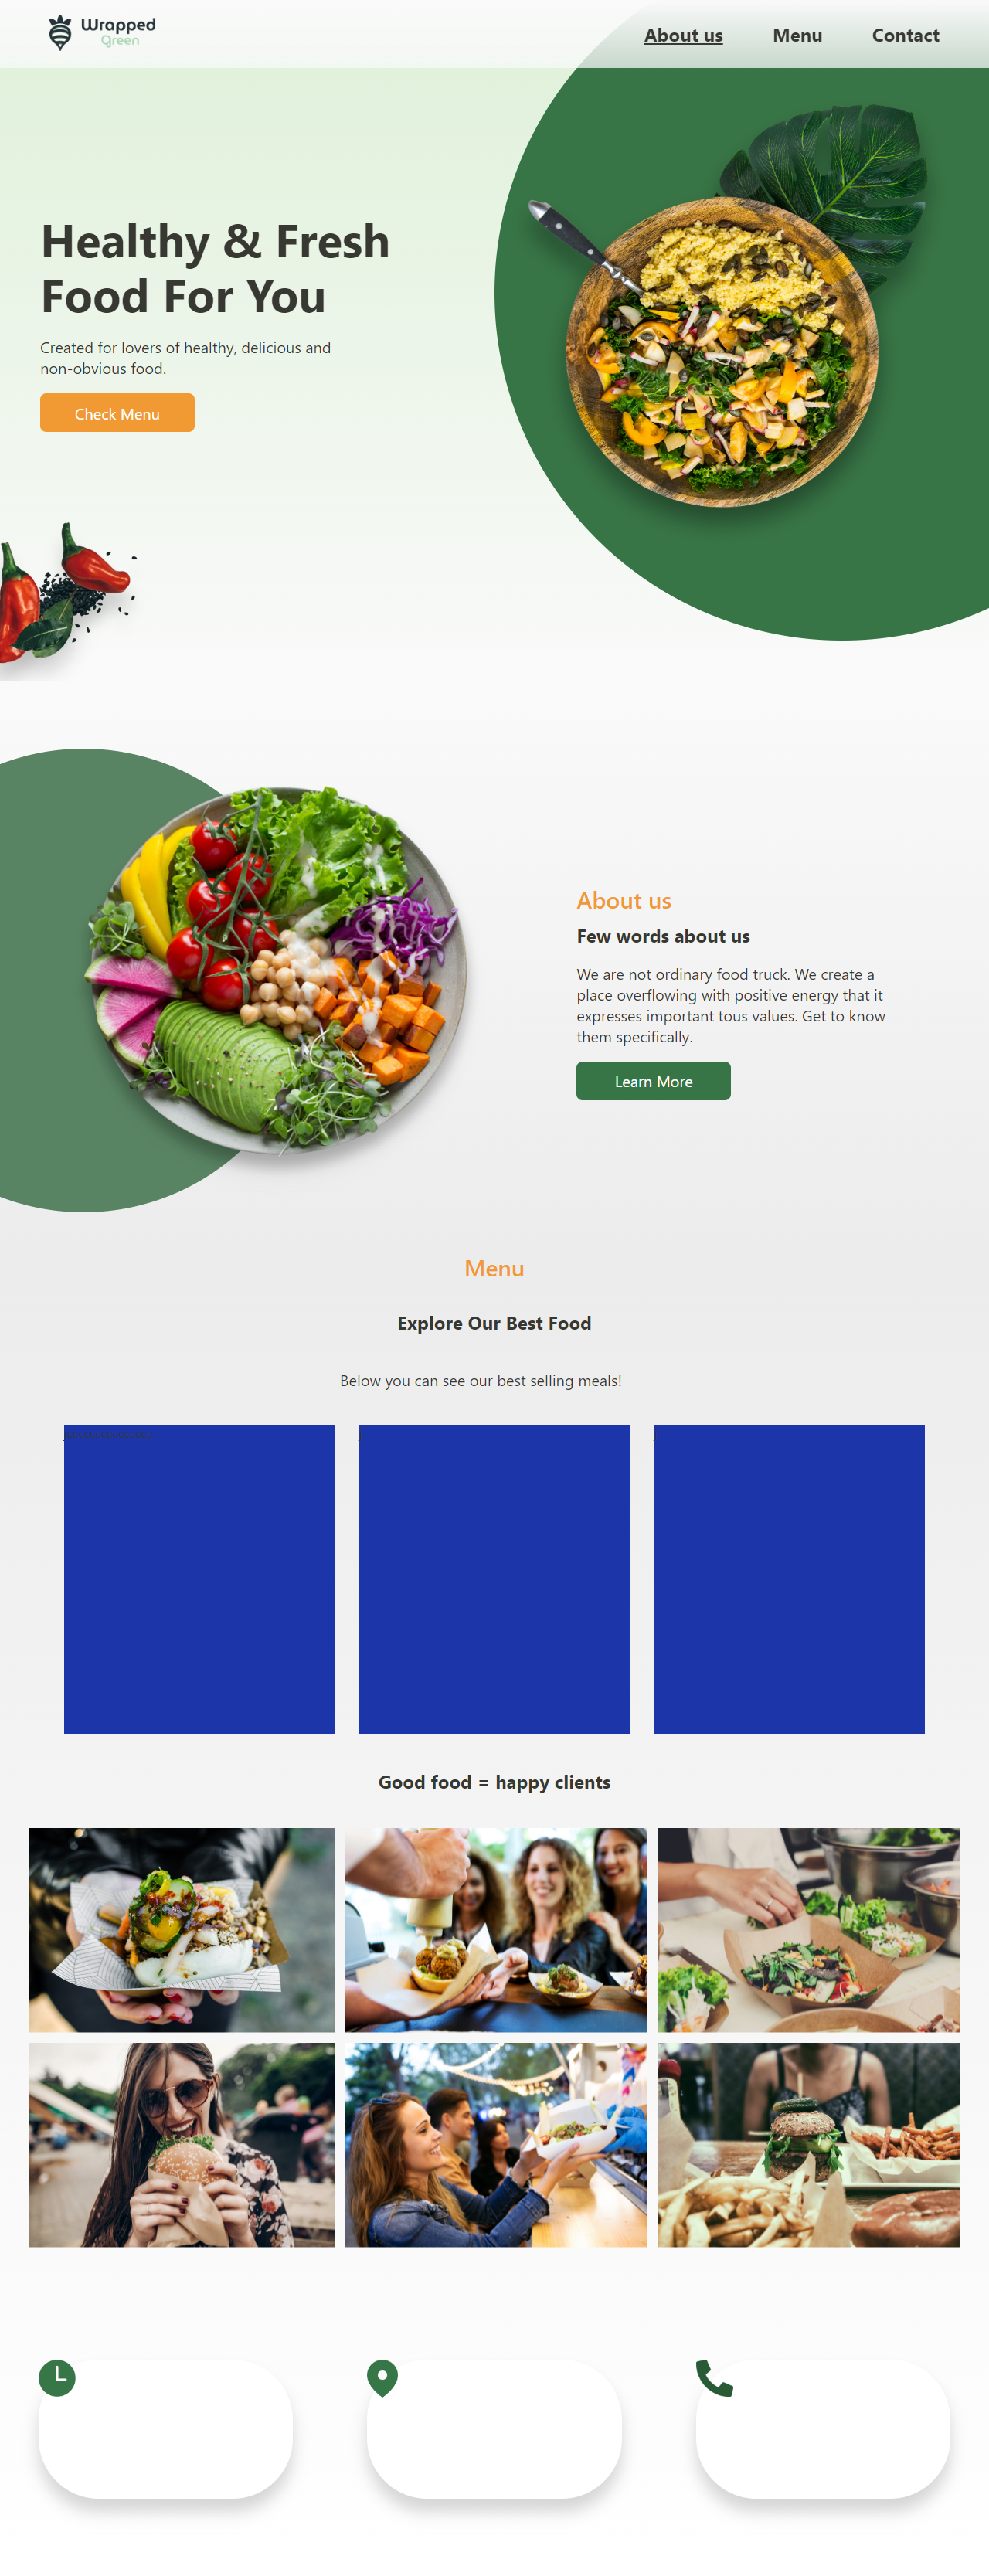 Wrapped
Green
About us
Menu
Contact
Healthy & Fresh
Food For You
Created for lovers of healthy, delicious and
non-obvious food.
Check Menu
About us
Few words about us
We are not ordinary food truck. We create a
place overflowing with positive energy that it
expresses important tous values. Get to know
them specifically.
Learn More
Menu
Explore Our Best Food
Below you can see our best selling meals!
Good food = happy clients